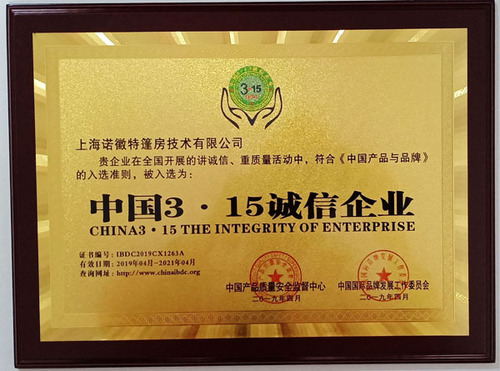 3·15
上海诺徽特篷房技术有限公司
贵企业在全国开展的讲诚信、重质量活动中，符合《中国产品与品牌》
的入选准则，被入选为：
中国3·15诚信企业
CHINA3·15 THE INTEGRITY OF ENTERPRISE
证书编号：IBDC2019CX1263A
有效日期：2019年04月-2021年04月
查询网址：http://www.chinaibdc.org
中国产品质量安全监督中心 中国国际品牌发展工作委员会
二○一九年四月 二○一九年四月